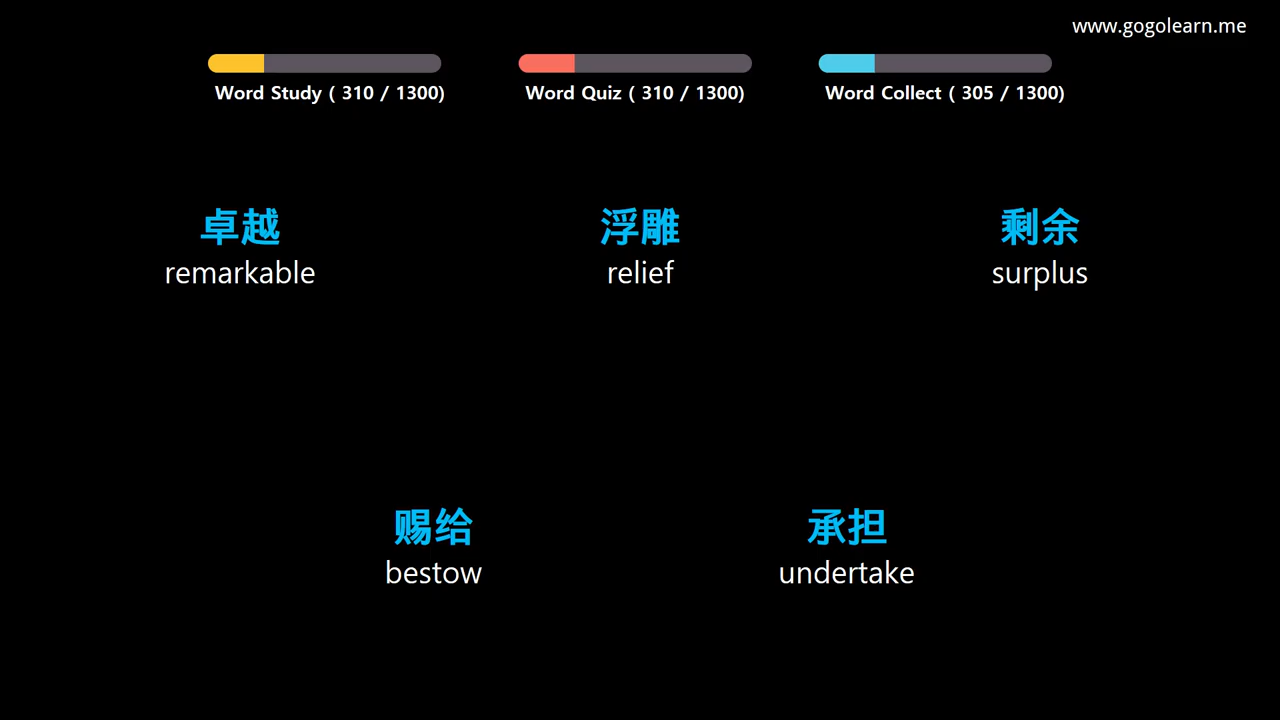 www.gogolearn.me
Word Study ( 310 / 1300)
Word Quiz ( 310 / 1300)
Word Collect ( 305 / 1300)
卓越
remarkable
浮雕
relief
剩余
surplus
赐给
bestow
承担
undertake